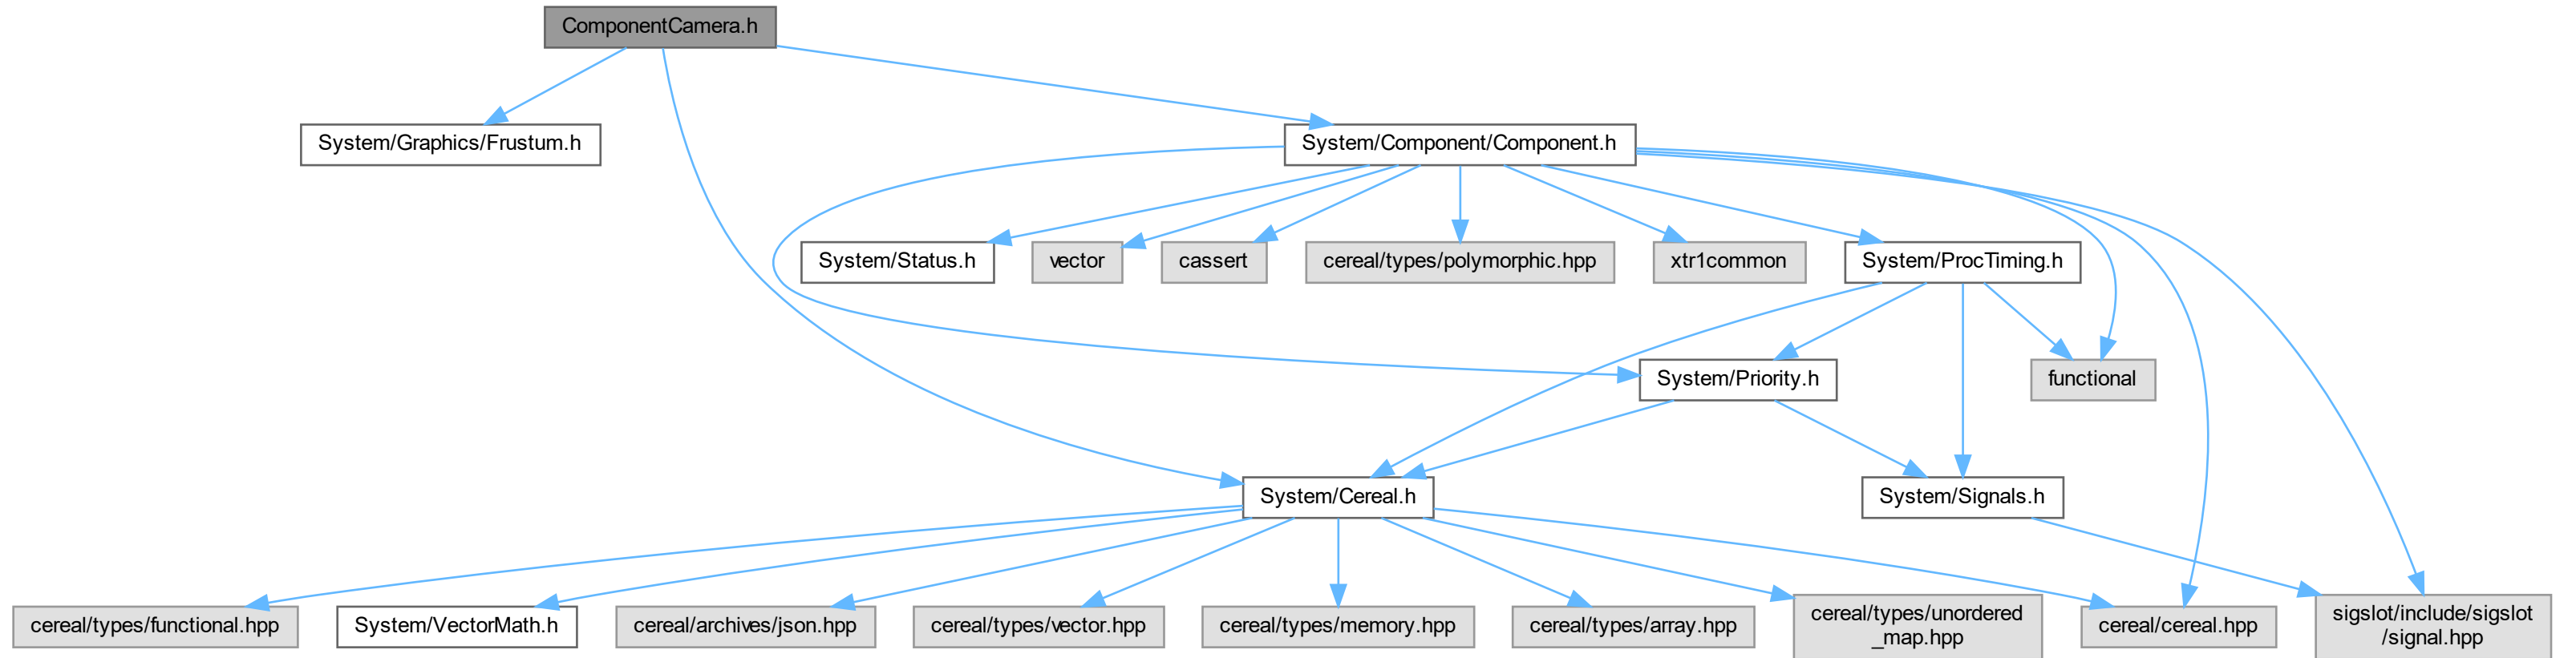 ComponentCamera.h
System/Graphics/Frustum.h
System/Component/Component.h
System/Status.h
vector
cassert
cereal/types/polymorphic.hpp
xtr1common
System/ProcTiming.h
System/Priority.h
functional
System/Cereal.h
System/Signals.h
cereal/types/functional.hpp
System/VectorMath.h
cereal/archives/json.hpp
cereal/types/vector.hpp
cereal/types/memory.hpp
cereal/types/array.hpp
cereal/types/unordered
_map.hpp
cereal/cereal.hpp
sigslot/include/sigslot
/signal.hpp